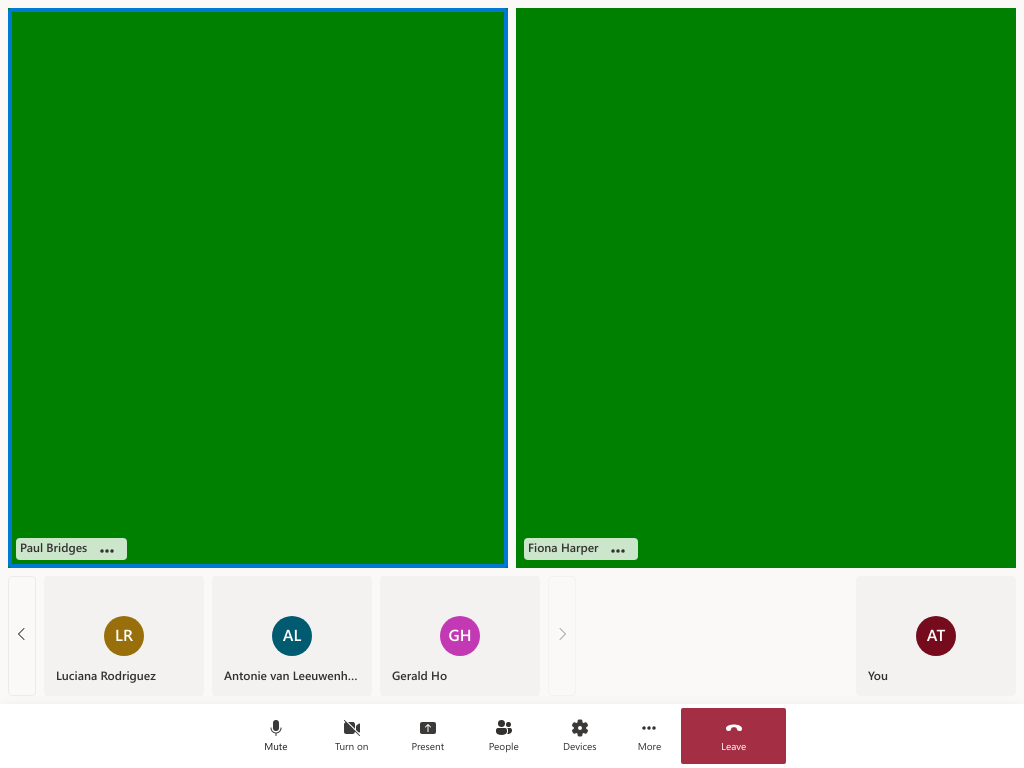 Paul Bridges
Fiona Harper
LR
AL
GH
AT
Luciana Rodriguez
Antonie van Leeuwenh...
Gerald Ho
You
Mute
Turn on
Present
People
Devices
More
Leave